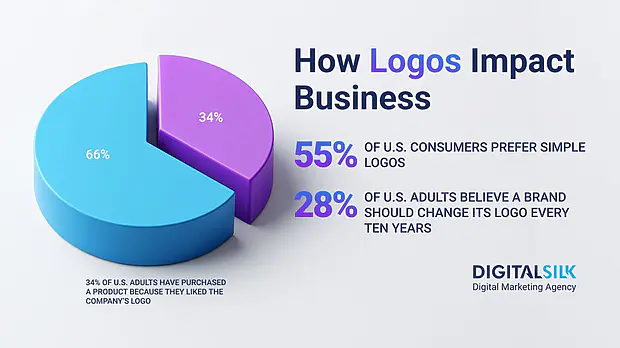 How Logos Impact
Business
66%
34%
55% OF U.S. CONSUMERS PREFER SIMPLE
LOGOS
28% OF U.S. ADULTS BELIEVE A BRAND
SHOULD CHANGE ITS LOGO EVERY
TEN YEARS
34% OF U.S. ADULTS HAVE PURCHASED
A PRODUCT BECAUSE THEY LIKED THE
COMPANY'S LOGO
DIGITALSILK
Digital Marketing Agency